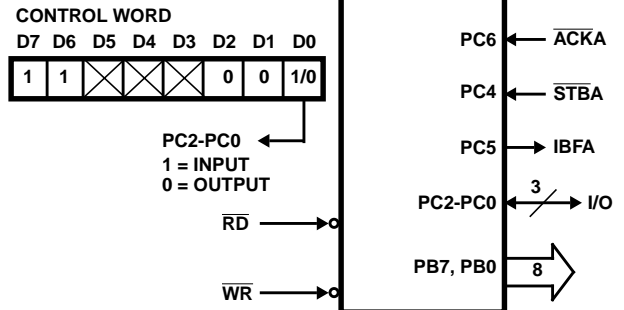 CONTROL WORD
D7 D6 D5 D4 D3 D2 D1 D0
1 1 0 0 1/0
PC2-PC0
1 = INPUT
0 = OUTPUT
RD
WR
PC6 ACKA
PC4 STBA
PC5 IBFA
PC2-PC0 3 I/O
PB7, PB0 8